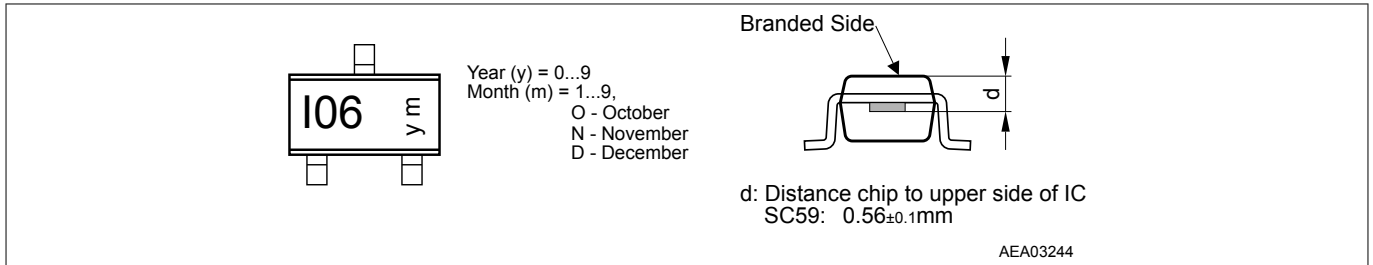 I06
y m
Year (y) = 0...9
Month (m) = 1...9,
O - October
N - November
D - December
Branded Side
d
d: Distance chip to upper side of IC
SC59: 0.56±0.1mm
AEA03244